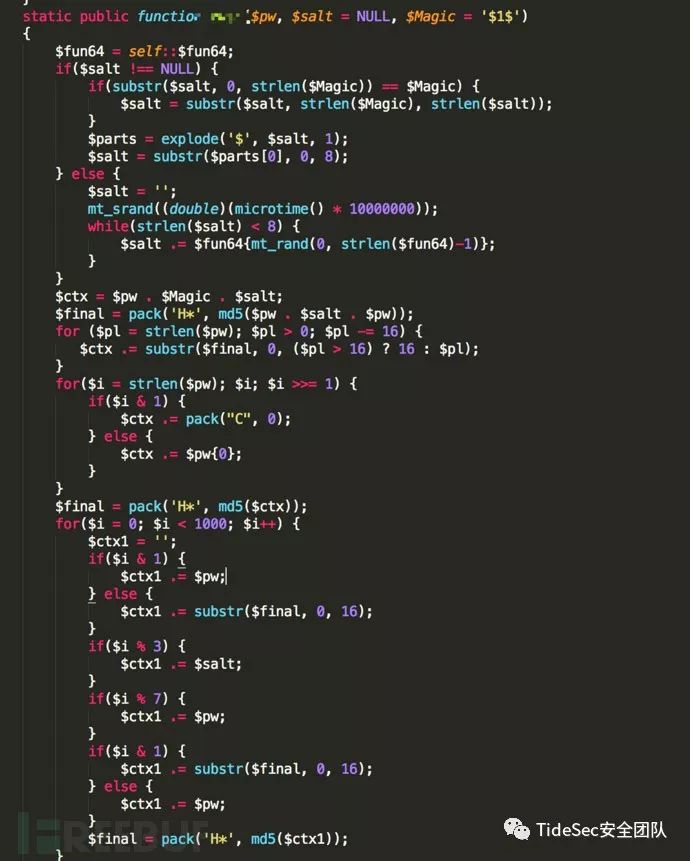 static public function $pw, $salt = NULL, $Magic = '$1$')
{
$fun64 = self::$fun64;
if($salt !== NULL) {
if(substr($salt, 0, strlen($Magic)) == $Magic) {
$salt = substr($salt, strlen($Magic), strlen($salt));
}
$parts = explode('$', $salt, 1);
$salt = substr($parts[0], 0, 8);
} else {
$salt = '';
mt_srand((double)(microtime() * 10000000));
while(strlen($salt) < 8) {
$salt .= $fun64{mt_rand(0, strlen($fun64)-1)};
}
}
$ctx = $pw . $Magic . $salt;
$final = pack('H*', md5($pw . $salt . $pw));
for ($pl = strlen($pw); $pl > 0; $pl -= 16) {
$ctx .= substr($final, 0, ($pl > 16) ? 16 : $pl);
}
for($i = strlen($pw); $i; $i >>= 1) {
if($i & 1) {
$ctx .= pack("C", 0);
} else {
$ctx .= $pw{0};
}
}
$final = pack('H*', md5($ctx));
for($i = 0; $i < 1000; $i++) {
$ctx1 = '';
if($i & 1) {
$ctx1 .= $pw;
} else {
$ctx1 .= substr($final, 0, 16);
}
if($i % 3) {
$ctx1 .= $salt;
}
if($i % 7) {
$ctx1 .= $pw;
}
if($i & 1) {
$ctx1 .= substr($final, 0, 16);
} else {
$ctx1 .= $pw;
}
$final = pack('H*', md5($ctx1));
}
FREEBUF
TideSec安全团队